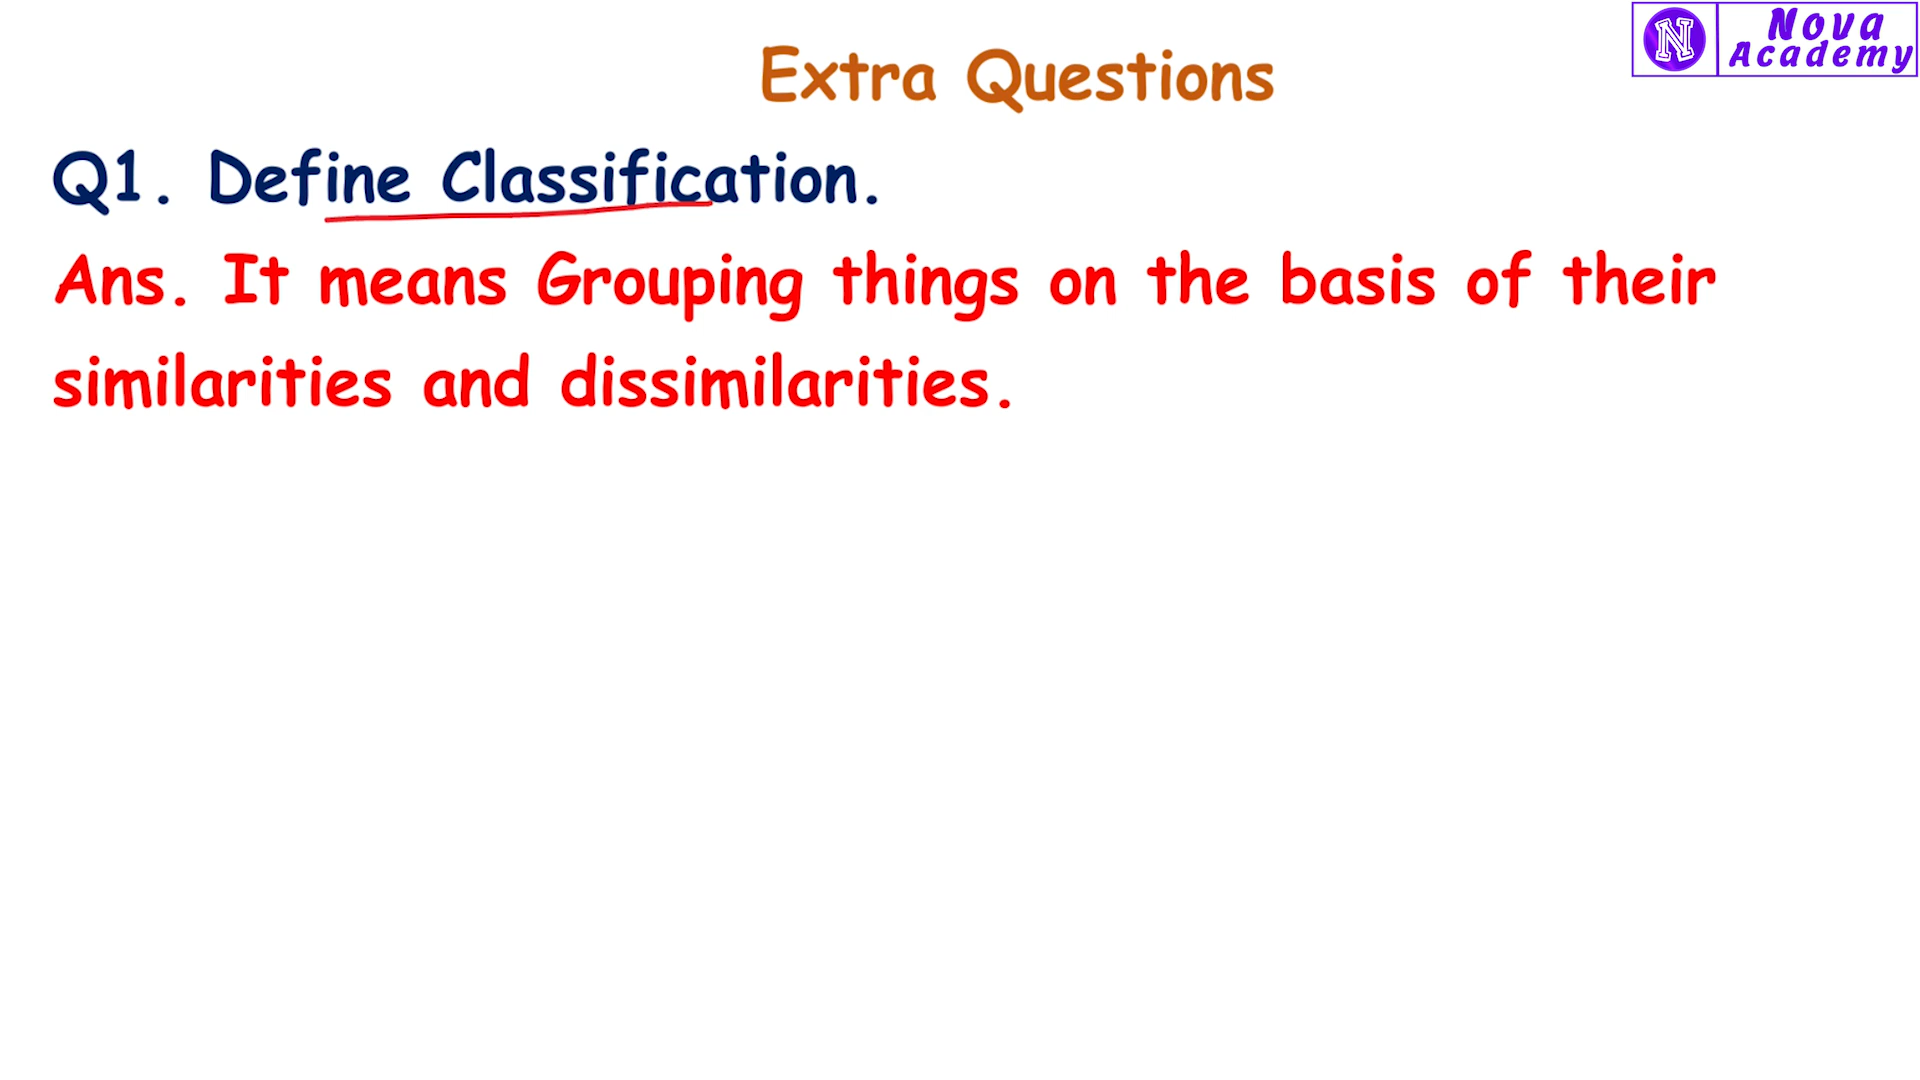 Nova
Academy
Extra Questions
Q1. Define Classification.
Ans. It means Grouping things on the basis of their
similarities and dissimilarities.